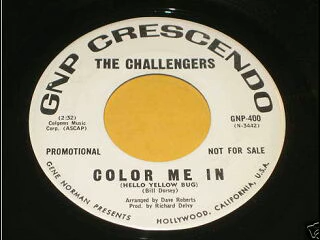 GNP CRESCENDO
THE CHALLENGERS
(2:32)
Colgems Music
Corp. (ASCAP)
GNP-400
(N-3442)
PROMOTIONAL
NOT FOR SALE
COLOR ME IN
(HELLO YELLOW BUG)
(Bill Dorsey)
Arranged by Dave Roberts
Prod. by Richard Delvy
GENE NORMAN PRESENTS HOLLYWOOD, CALIFORNIA, U.S.A.